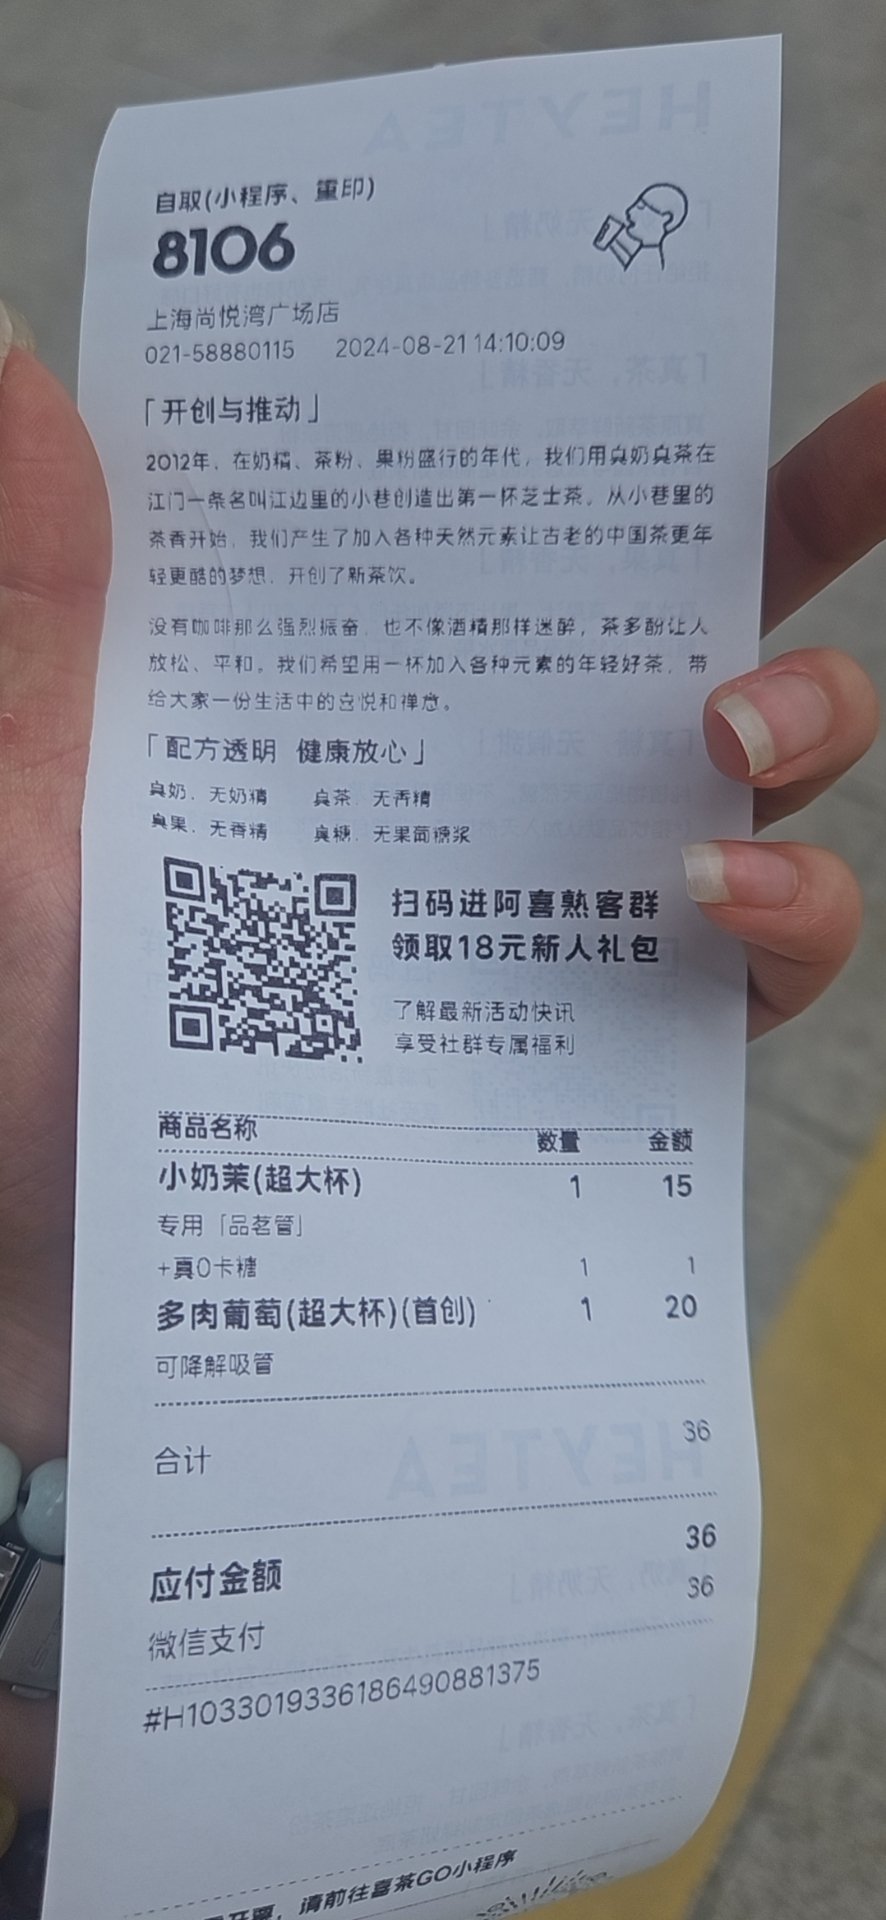 自取(小程序、重印)
8106
上海尚悦湾广场店
021-58880115 2024-08-21 14:10:09
「开创与推动」
2012年，在奶精、茶粉、果粉盛行的年代，我们用真奶真茶在
江门一条名叫江边里的小巷创造出第一杯芝士茶。从小巷里的
茶香开始，我们产生了加入各种天然元素让古老的中国茶更年
轻更酷的梦想，开创了新茶饮。
没有咖啡那么强烈振奋，也不像酒精那样迷醉，茶多酚让人
放松、平和。我们希望用一杯加入各种元素的年轻好茶，带
给大家一份生活中的喜悦和禅意。
「配方透明 健康放心」
真奶，无奶精 真茶，无香精
真果，无香精 真糖，无果葡糖浆
扫码进阿喜熟客群
领取18元新人礼包
了解最新活动快讯
享受社群专属福利
商品名称 数量 金额
小奶茉(超大杯) 1 15
专用「品茗管」
+真0卡糖 1 1
多肉葡萄(超大杯)(首创) 1 20
可降解吸管
合计 36
应付金额 36
微信支付 36
#H1033019336186490881375
开票，请前往喜茶GO小程序